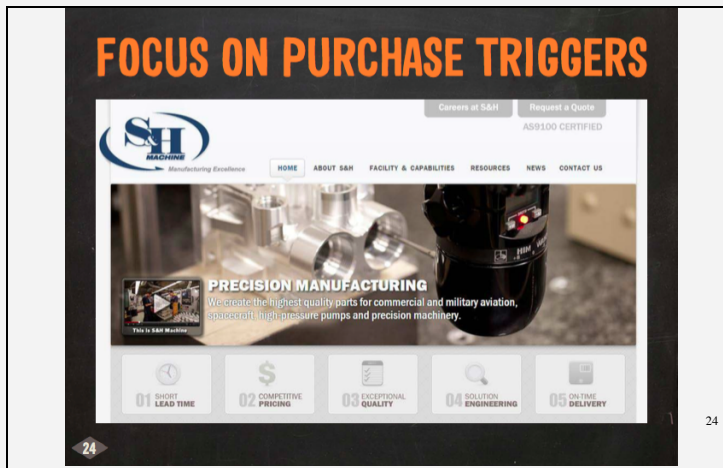 FOCUS ON PURCHASE TRIGGERS
Careers at S&H
Request a Quote
AS9100 CERTIFIED
S&H
MACHINE
Manufacturing Excellence
HOME
ABOUT S&H
FACILITY & CAPABILITIES
RESOURCES
NEWS
CONTACT US
PRECISION MANUFACTURING
We create the highest quality parts for commercial and military aviation,
spacecraft, high-pressure pumps and precision machinery.
This is S&H Machine
01 SHORT
LEAD TIME
02 COMPETITIVE
PRICING
03 EXCEPTIONAL
QUALITY
04 SOLUTION
ENGINEERING
05 ON-TIME
DELIVERY
24
24